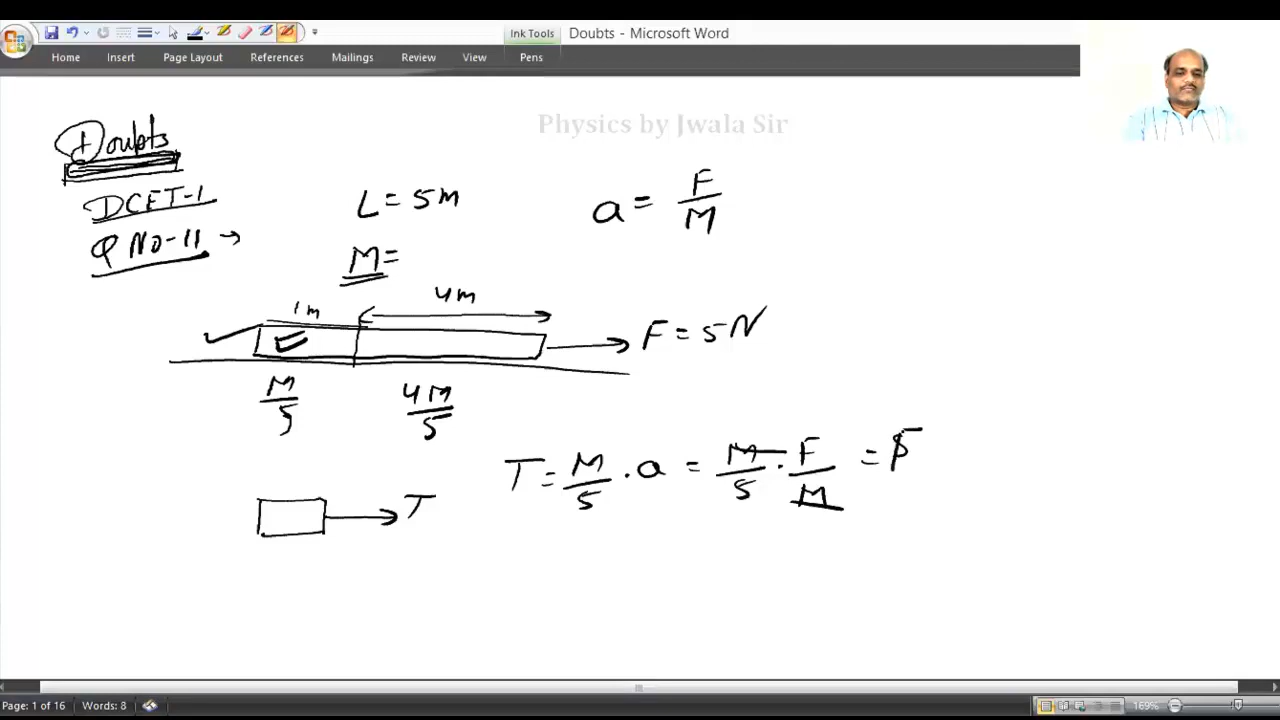 Ink Tools
Doubts - Microsoft Word
Home Insert Page Layout References Mailings Review View Pens
Physics by Jwala Sir
Doubts
DCET-1
Q NO-11 →
L = 5m
M =
a = F/M
1m
4m
F = 5N
M/5
4M/5
T = M/5 · a = M/5 · F/M =
T
Page: 1 of 16 Words: 8
169%